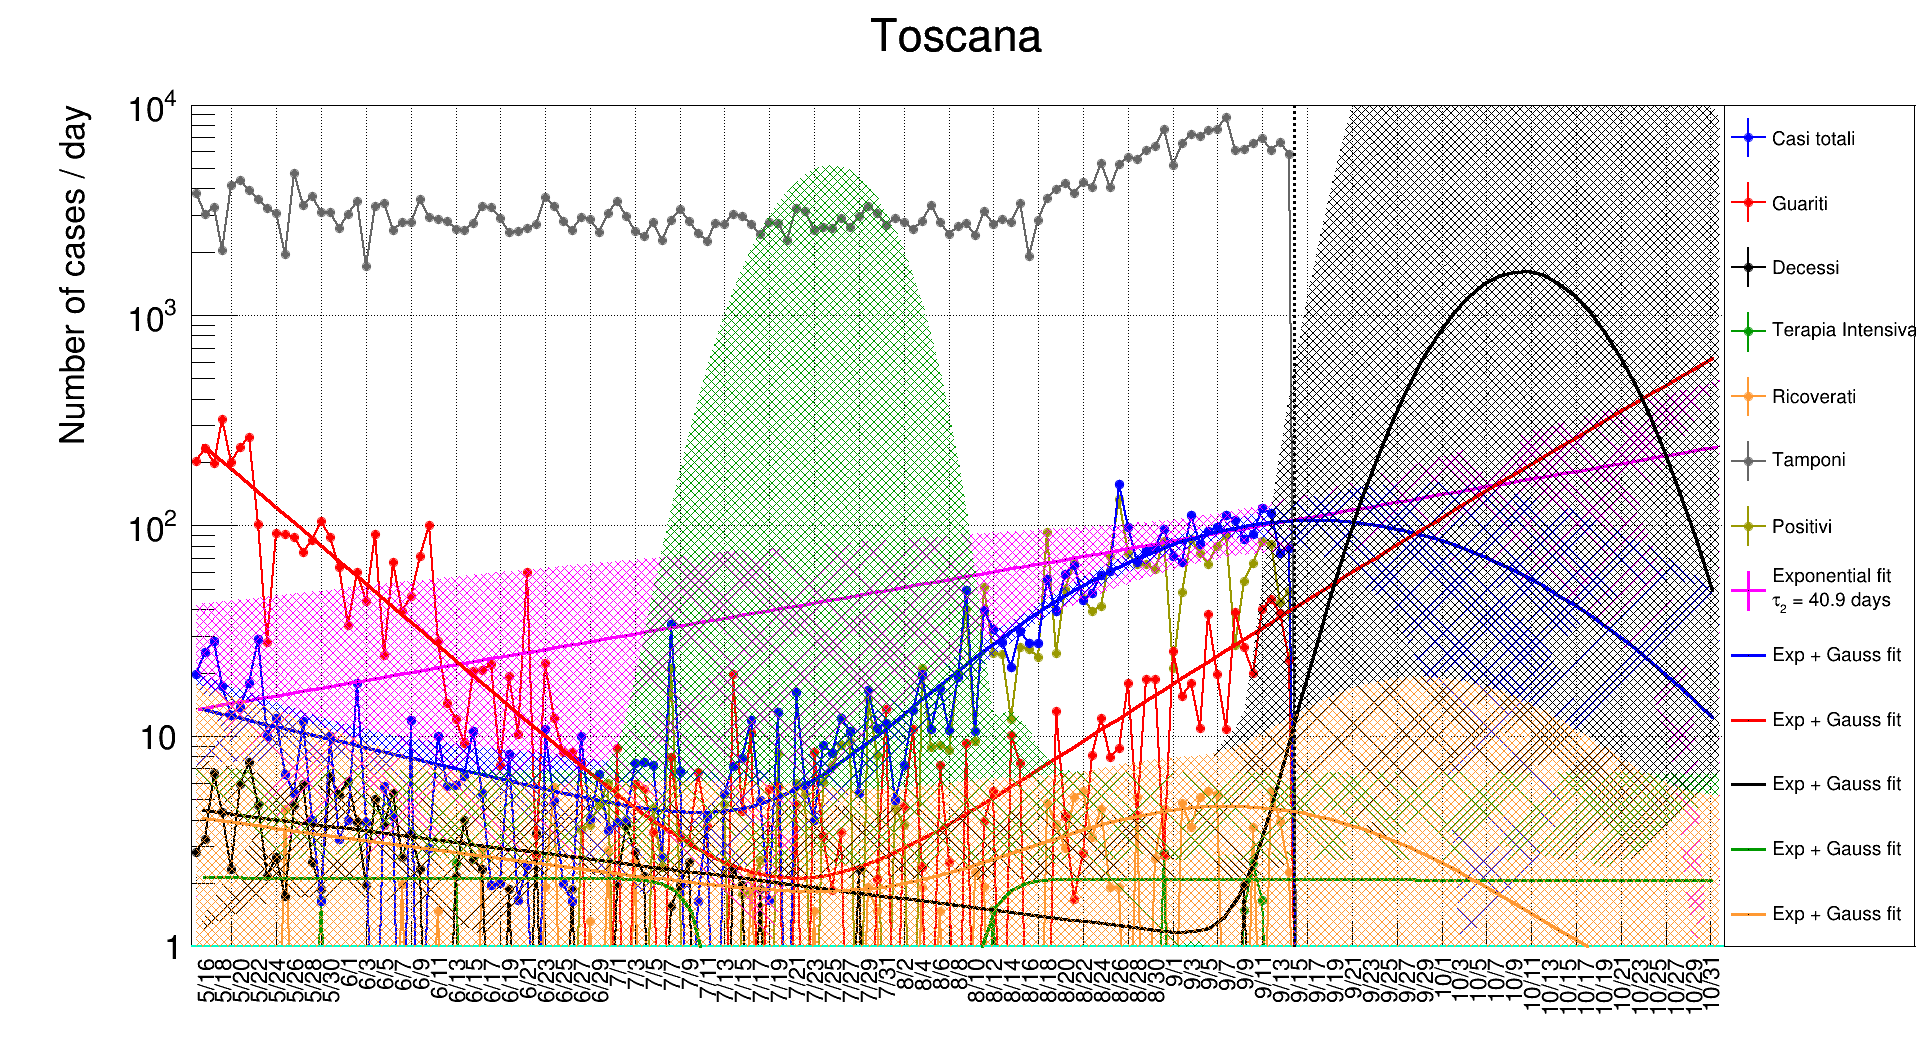 Toscana
Number of cases / day
10⁴
10³
10²
10
1
5/16 5/18 5/20 5/22 5/24 5/26 5/28 5/30 6/1 6/3 6/5 6/7 6/9 6/11 6/13 6/15 6/17 6/19 6/21 6/23 6/25 6/27 6/29 7/1 7/3 7/5 7/7 7/9 7/11 7/13 7/15 7/17 7/19 7/21 7/23 7/25 7/27 7/29 7/31 8/2 8/4 8/6 8/8 8/10 8/12 8/14 8/16 8/18 8/20 8/22 8/24 8/26 8/28 8/30 9/1 9/3 9/5 9/7 9/9 9/11 9/13 9/15 9/17 9/19 9/21 9/23 9/25 9/27 9/29 10/1 10/3 10/5 10/7 10/9 10/11 10/13 10/15 10/17 10/19 10/21 10/23 10/25 10/27 10/29 10/31
Casi totali
Guariti
Decessi
Terapia Intensiva
Ricoverati
Tamponi
Positivi
Exponential fit
τ₂ = 40.9 days
Exp + Gauss fit
Exp + Gauss fit
Exp + Gauss fit
Exp + Gauss fit
Exp + Gauss fit